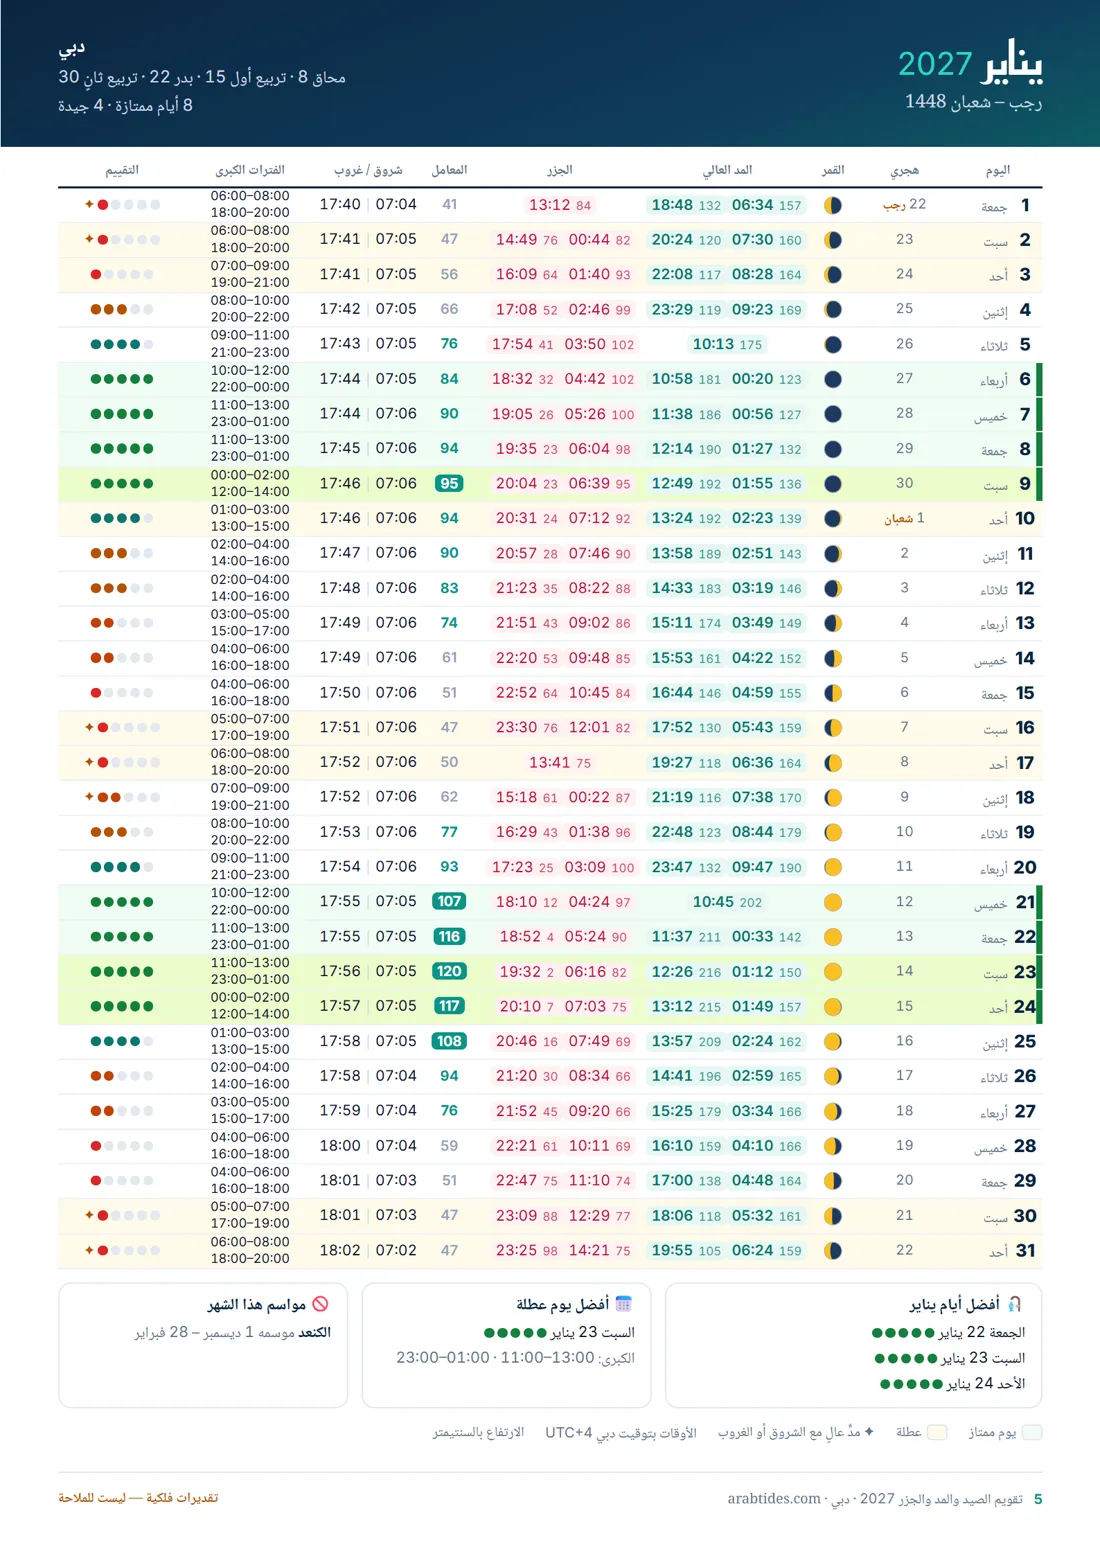 يناير 2027
رجب – شعبان 1448
دبي
محاق 8 · تربيع أول 15 · بدر 22 · تربيع ثانٍ 30
8 أيام ممتازة · 4 جيدة
اليوم هجري القمر المد العالي الجزر المعامل شروق / غروب الفترات الكبرى التقييم
1 جمعة 22 رجب 06:34 157 18:48 132 13:12 84 41 07:04 | 17:40 06:00–08:00 18:00–20:00 ✦
2 سبت 23 07:30 160 20:24 120 00:44 82 14:49 76 47 07:05 | 17:41 06:00–08:00 18:00–20:00 ✦
3 أحد 24 08:28 164 22:08 117 01:40 93 16:09 64 56 07:05 | 17:41 07:00–09:00 19:00–21:00
4 إثنين 25 09:23 169 23:29 119 02:46 99 17:08 52 66 07:05 | 17:42 08:00–10:00 20:00–22:00
5 ثلاثاء 26 10:13 175 03:50 102 17:54 41 76 07:05 | 17:43 09:00–11:00 21:00–23:00
6 أربعاء 27 00:20 123 10:58 181 04:42 102 18:32 32 84 07:05 | 17:44 10:00–12:00 22:00–00:00
7 خميس 28 00:56 127 11:38 186 05:26 100 19:05 26 90 07:06 | 17:44 11:00–13:00 23:00–01:00
8 جمعة 29 01:27 132 12:14 190 06:04 98 19:35 23 94 07:06 | 17:45 11:00–13:00 23:00–01:00
9 سبت 30 01:55 136 12:49 192 06:39 95 20:04 23 95 07:06 | 17:46 00:00–02:00 12:00–14:00
10 أحد 1 شعبان 02:23 139 13:24 192 07:12 92 20:31 24 94 07:06 | 17:46 01:00–03:00 13:00–15:00
11 إثنين 2 02:51 143 13:58 189 07:46 90 20:57 28 90 07:06 | 17:47 02:00–04:00 14:00–16:00
12 ثلاثاء 3 03:19 146 14:33 183 08:22 88 21:23 35 83 07:06 | 17:48 02:00–04:00 14:00–16:00
13 أربعاء 4 03:49 149 15:11 174 09:02 86 21:51 43 74 07:06 | 17:49 03:00–05:00 15:00–17:00
14 خميس 5 04:22 152 15:53 161 09:48 85 22:20 53 61 07:06 | 17:49 04:00–06:00 16:00–18:00
15 جمعة 6 04:59 155 16:44 146 10:45 84 22:52 64 51 07:06 | 17:50 04:00–06:00 16:00–18:00
16 سبت 7 05:43 159 17:52 130 12:01 82 23:30 76 47 07:06 | 17:51 05:00–07:00 17:00–19:00 ✦
17 أحد 8 06:36 164 19:27 118 13:41 75 50 07:06 | 17:52 06:00–08:00 18:00–20:00 ✦
18 إثنين 9 07:38 170 21:19 116 00:22 87 15:18 61 62 07:06 | 17:52 07:00–09:00 19:00–21:00 ✦
19 ثلاثاء 10 08:44 179 22:48 123 01:38 96 16:29 43 77 07:06 | 17:53 08:00–10:00 20:00–22:00
20 أربعاء 11 09:47 190 23:47 132 03:09 100 17:23 25 93 07:06 | 17:54 09:00–11:00 21:00–23:00
21 خميس 12 10:45 202 04:24 97 18:10 12 107 07:05 | 17:55 10:00–12:00 22:00–00:00
22 جمعة 13 00:33 142 11:37 211 05:24 90 18:52 4 116 07:05 | 17:55 11:00–13:00 23:00–01:00
23 سبت 14 01:12 150 12:26 216 06:16 82 19:32 2 120 07:05 | 17:56 11:00–13:00 23:00–01:00
24 أحد 15 01:49 157 13:12 215 07:03 75 20:10 7 117 07:05 | 17:57 00:00–02:00 12:00–14:00
25 إثنين 16 02:24 162 13:57 209 07:49 69 20:46 16 108 07:05 | 17:58 01:00–03:00 13:00–15:00
26 ثلاثاء 17 02:59 165 14:41 196 08:34 66 21:20 30 94 07:04 | 17:58 02:00–04:00 14:00–16:00
27 أربعاء 18 03:34 166 15:25 179 09:20 66 21:52 45 76 07:04 | 17:59 03:00–05:00 15:00–17:00
28 خميس 19 04:10 166 16:10 159 10:11 69 22:21 61 59 07:04 | 18:00 04:00–06:00 16:00–18:00
29 جمعة 20 04:48 164 17:00 138 11:10 74 22:47 75 51 07:03 | 18:01 04:00–06:00 16:00–18:00
30 سبت 21 05:32 161 18:06 118 12:29 77 23:09 88 47 07:03 | 18:01 05:00–07:00 17:00–19:00 ✦
31 أحد 22 06:24 159 19:55 105 14:21 75 23:25 98 47 07:02 | 18:02 06:00–08:00 18:00–20:00 ✦
أفضل أيام يناير
الجمعة 22 يناير
السبت 23 يناير
الأحد 24 يناير
أفضل يوم عطلة
السبت 23 يناير
الكبرى: 11:00–13:00 · 23:00–01:00
مواسم هذا الشهر
الكنعد موسمه 1 ديسمبر – 28 فبراير
يوم ممتاز عطلة ✦ مدٌّ عالٍ مع الشروق أو الغروب الأوقات بتوقيت دبي UTC+4 الارتفاع بالسنتيمتر
5 تقويم الصيد والمد والجزر 2027 · دبي · arabtides.com
تقديرات فلكية — ليست للملاحة